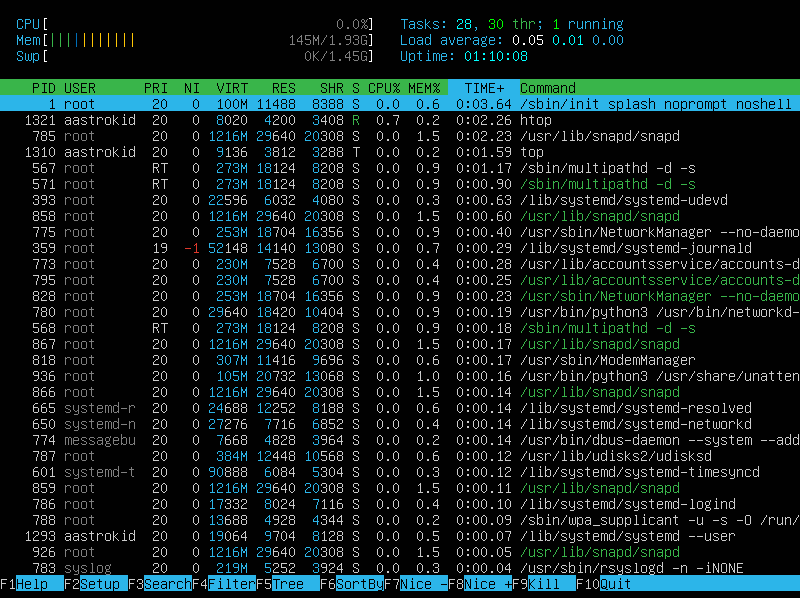 CPU[ 0.0%] Tasks: 28, 30 thr; 1 running
Mem[||||||||||| 145M/1.93G] Load average: 0.05 0.01 0.00
Swp[ 0K/1.45G] Uptime: 01:10:08
PID USER PRI NI VIRT RES SHR S CPU% MEM% TIME+ Command
1 root 20 0 100M 11488 8388 S 0.0 0.6 0:03.64 /sbin/init splash noprompt noshell
1321 aastrokid 20 0 8020 4200 3408 R 0.7 0.2 0:02.26 htop
785 root 20 0 1216M 29640 20308 S 0.0 1.5 0:02.23 /usr/lib/snapd/snapd
1310 aastrokid 20 0 9136 3812 3288 T 0.0 0.2 0:01.59 top
567 root RT 0 273M 18124 8208 S 0.0 0.9 0:01.17 /sbin/multipathd -d -s
571 root RT 0 273M 18124 8208 S 0.0 0.9 0:00.90 /sbin/multipathd -d -s
393 root 20 0 22596 6032 4080 S 0.0 0.3 0:00.63 /lib/systemd/systemd-udevd
858 root 20 0 1216M 29640 20308 S 0.0 1.5 0:00.60 /usr/lib/snapd/snapd
775 root 20 0 253M 18704 16356 S 0.0 0.9 0:00.40 /usr/sbin/NetworkManager --no-daemo
359 root 19 -1 52148 14140 13080 S 0.0 0.7 0:00.29 /lib/systemd/systemd-journald
773 root 20 0 230M 7528 6700 S 0.0 0.4 0:00.28 /usr/lib/accountsservice/accounts-d
795 root 20 0 230M 7528 6700 S 0.0 0.4 0:00.25 /usr/lib/accountsservice/accounts-d
828 root 20 0 253M 18704 16356 S 0.0 0.9 0:00.23 /usr/sbin/NetworkManager --no-daemo
780 root 20 0 29640 18420 10404 S 0.0 0.9 0:00.19 /usr/bin/python3 /usr/bin/networkd-
568 root RT 0 273M 18124 8208 S 0.0 0.9 0:00.18 /sbin/multipathd -d -s
867 root 20 0 1216M 29640 20308 S 0.0 1.5 0:00.17 /usr/lib/snapd/snapd
818 root 20 0 307M 11416 9696 S 0.0 0.6 0:00.17 /usr/sbin/ModemManager
936 root 20 0 105M 20732 13068 S 0.0 1.0 0:00.16 /usr/bin/python3 /usr/share/unatten
866 root 20 0 1216M 29640 20308 S 0.0 1.5 0:00.14 /usr/lib/snapd/snapd
665 systemd-r 20 0 24688 12252 8188 S 0.0 0.6 0:00.14 /lib/systemd/systemd-resolved
650 systemd-n 20 0 27276 7716 6852 S 0.0 0.4 0:00.14 /lib/systemd/systemd-networkd
774 messagebu 20 0 7668 4828 3964 S 0.0 0.2 0:00.14 /usr/bin/dbus-daemon --system --add
787 root 20 0 384M 12448 10568 S 0.0 0.6 0:00.12 /usr/lib/udisks2/udisksd
601 systemd-t 20 0 90888 6084 5304 S 0.0 0.3 0:00.12 /lib/systemd/systemd-timesyncd
859 root 20 0 1216M 29640 20308 S 0.0 1.5 0:00.11 /usr/lib/snapd/snapd
786 root 20 0 17332 8024 7116 S 0.0 0.4 0:00.10 /lib/systemd/systemd-logind
788 root 20 0 13688 4928 4344 S 0.0 0.2 0:00.09 /sbin/wpa_supplicant -u -s -O /run/
1293 aastrokid 20 0 19064 9704 8128 S 0.0 0.5 0:00.07 /lib/systemd/systemd --user
926 root 20 0 1216M 29640 20308 S 0.0 1.5 0:00.05 /usr/lib/snapd/snapd
783 syslog 20 0 219M 5252 3924 S 0.0 0.3 0:00.04 /usr/sbin/rsyslogd -n -iNONE
F1Help F2Setup F3SearchF4FilterF5Tree F6SortByF7Nice -F8Nice +F9Kill F10Quit